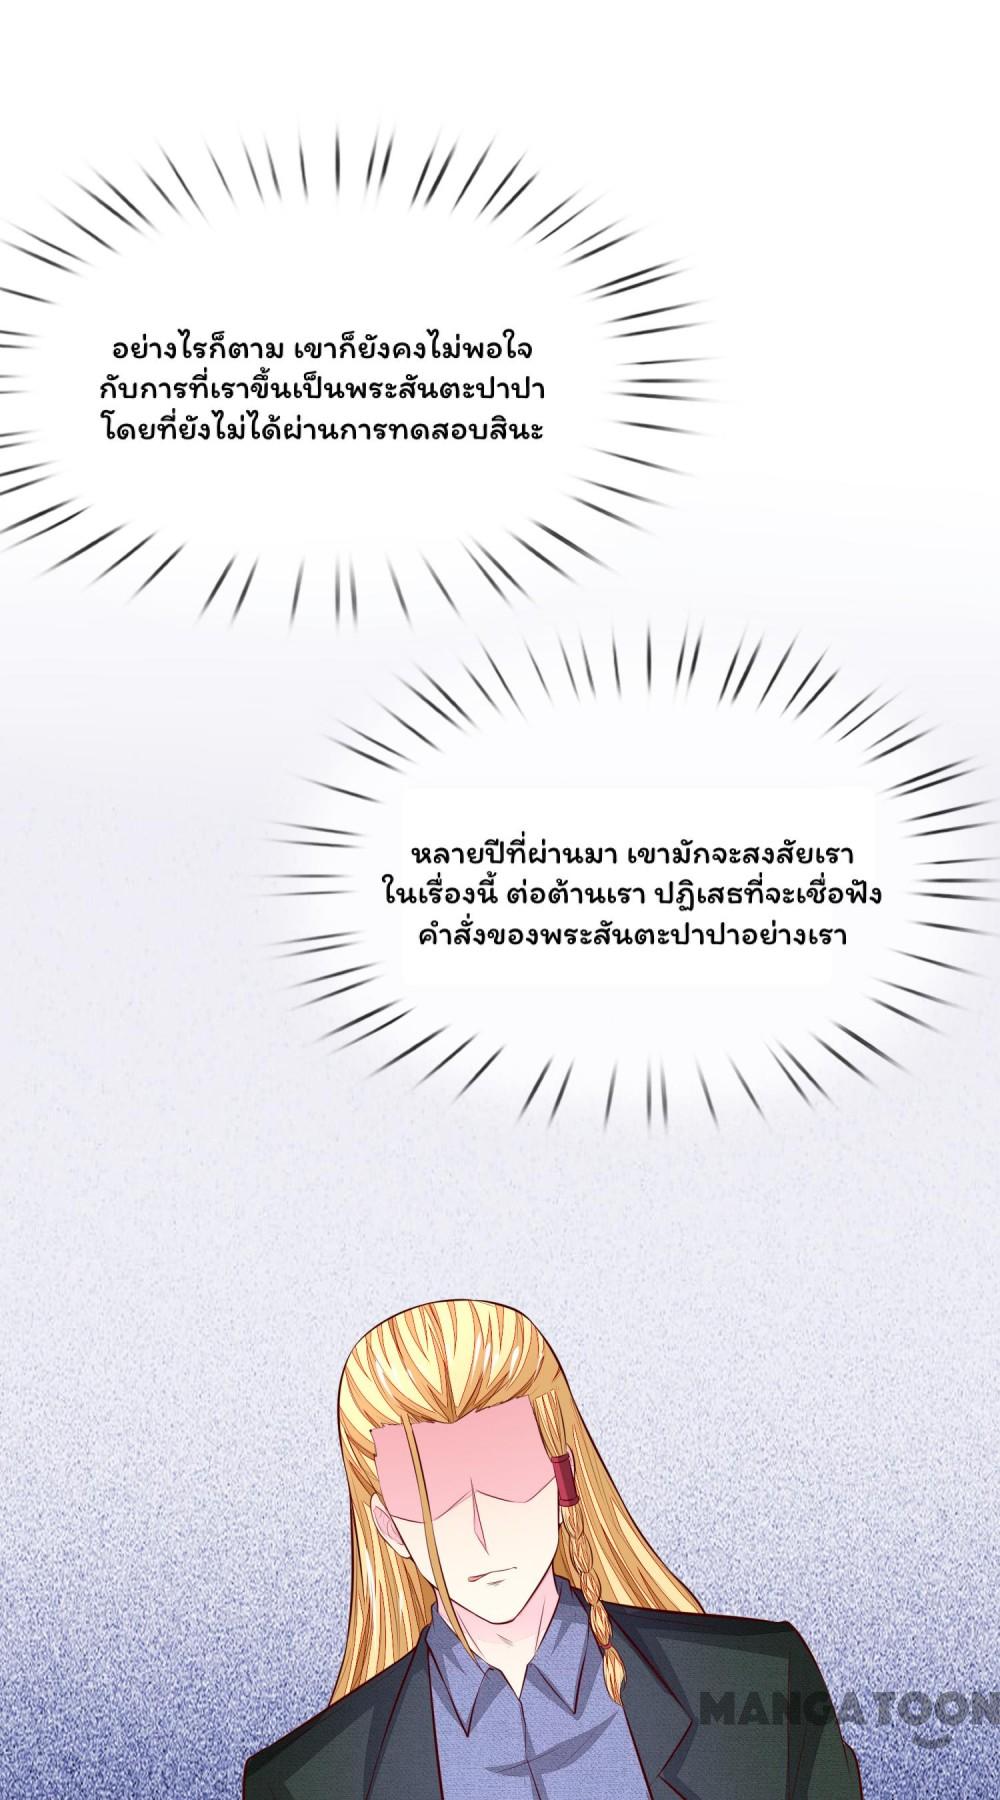 อย่างไรก็ตาม เขาก็ยังคงไม่พอใจ
กับการที่เราขึ้นเป็นพระสันตะปาปา
โดยที่ยังไม่ได้ผ่านการทดสอบสินะ
หลายปีที่ผ่านมา เขามักจะสงสัยเรา
ในเรื่องนี้ ต่อต้านเรา ปฏิเสธที่จะเชื่อฟัง
คำสั่งของพระสันตะปาปาอย่างเรา
MANGATOON